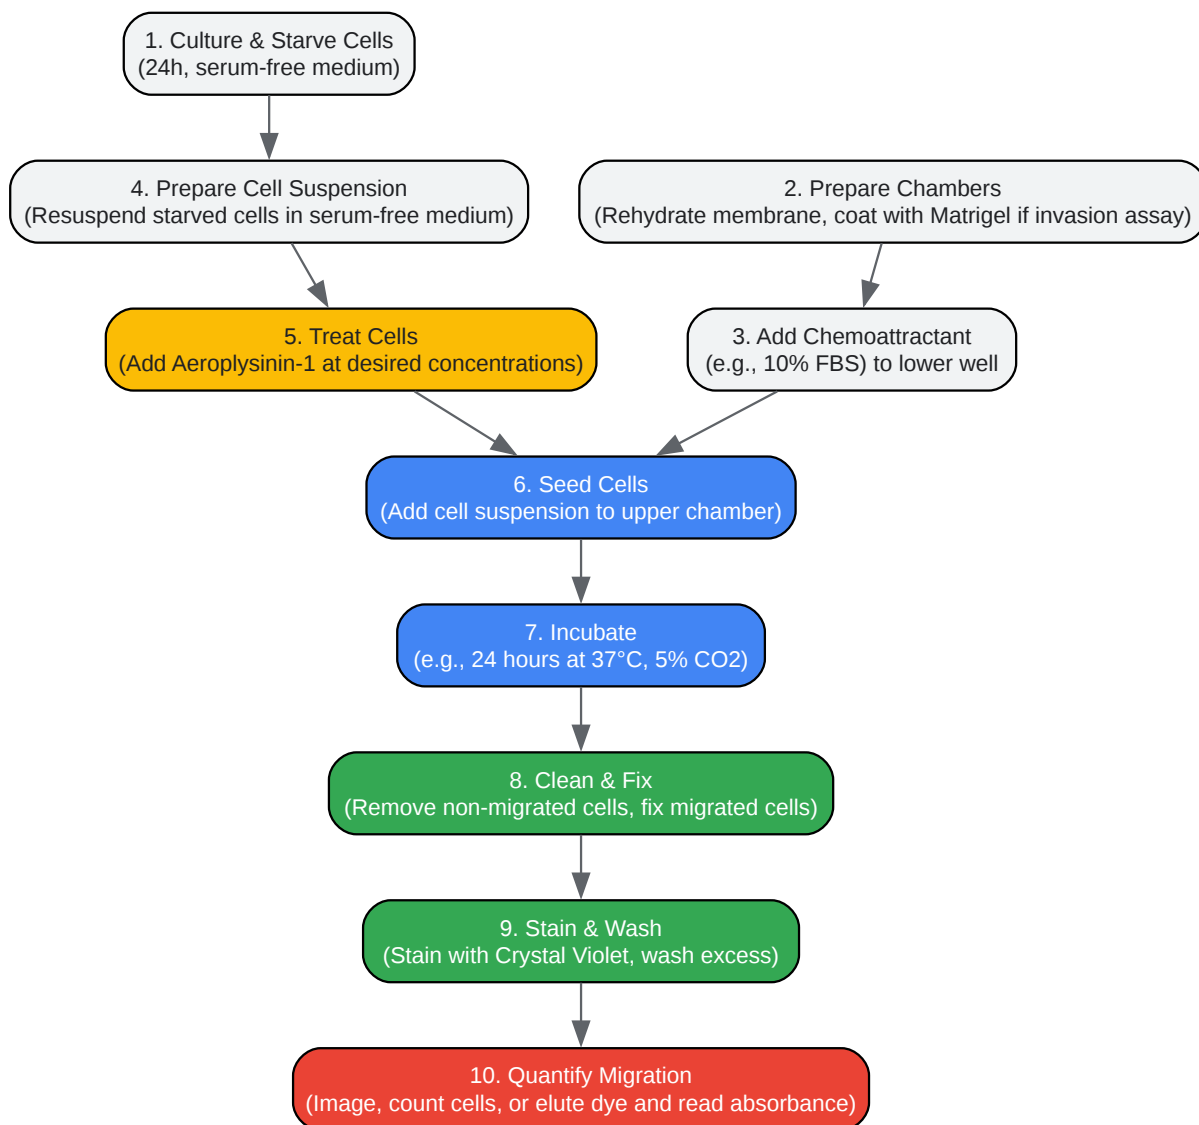 1. Culture & Starve Cells
(24h, serum-free medium)
4. Prepare Cell Suspension
(Resuspend starved cells in serum-free medium)
2. Prepare Chambers
(Rehydrate membrane, coat with Matrigel if invasion assay)
5. Treat Cells
(Add Aeroplysinin-1 at desired concentrations)
3. Add Chemoattractant
(e.g., 10% FBS) to lower well
6. Seed Cells
(Add cell suspension to upper chamber)
7. Incubate
(e.g., 24 hours at 37°C, 5% CO2)
8. Clean & Fix
(Remove non-migrated cells, fix migrated cells)
9. Stain & Wash
(Stain with Crystal Violet, wash excess)
10. Quantify Migration
(Image, count cells, or elute dye and read absorbance)